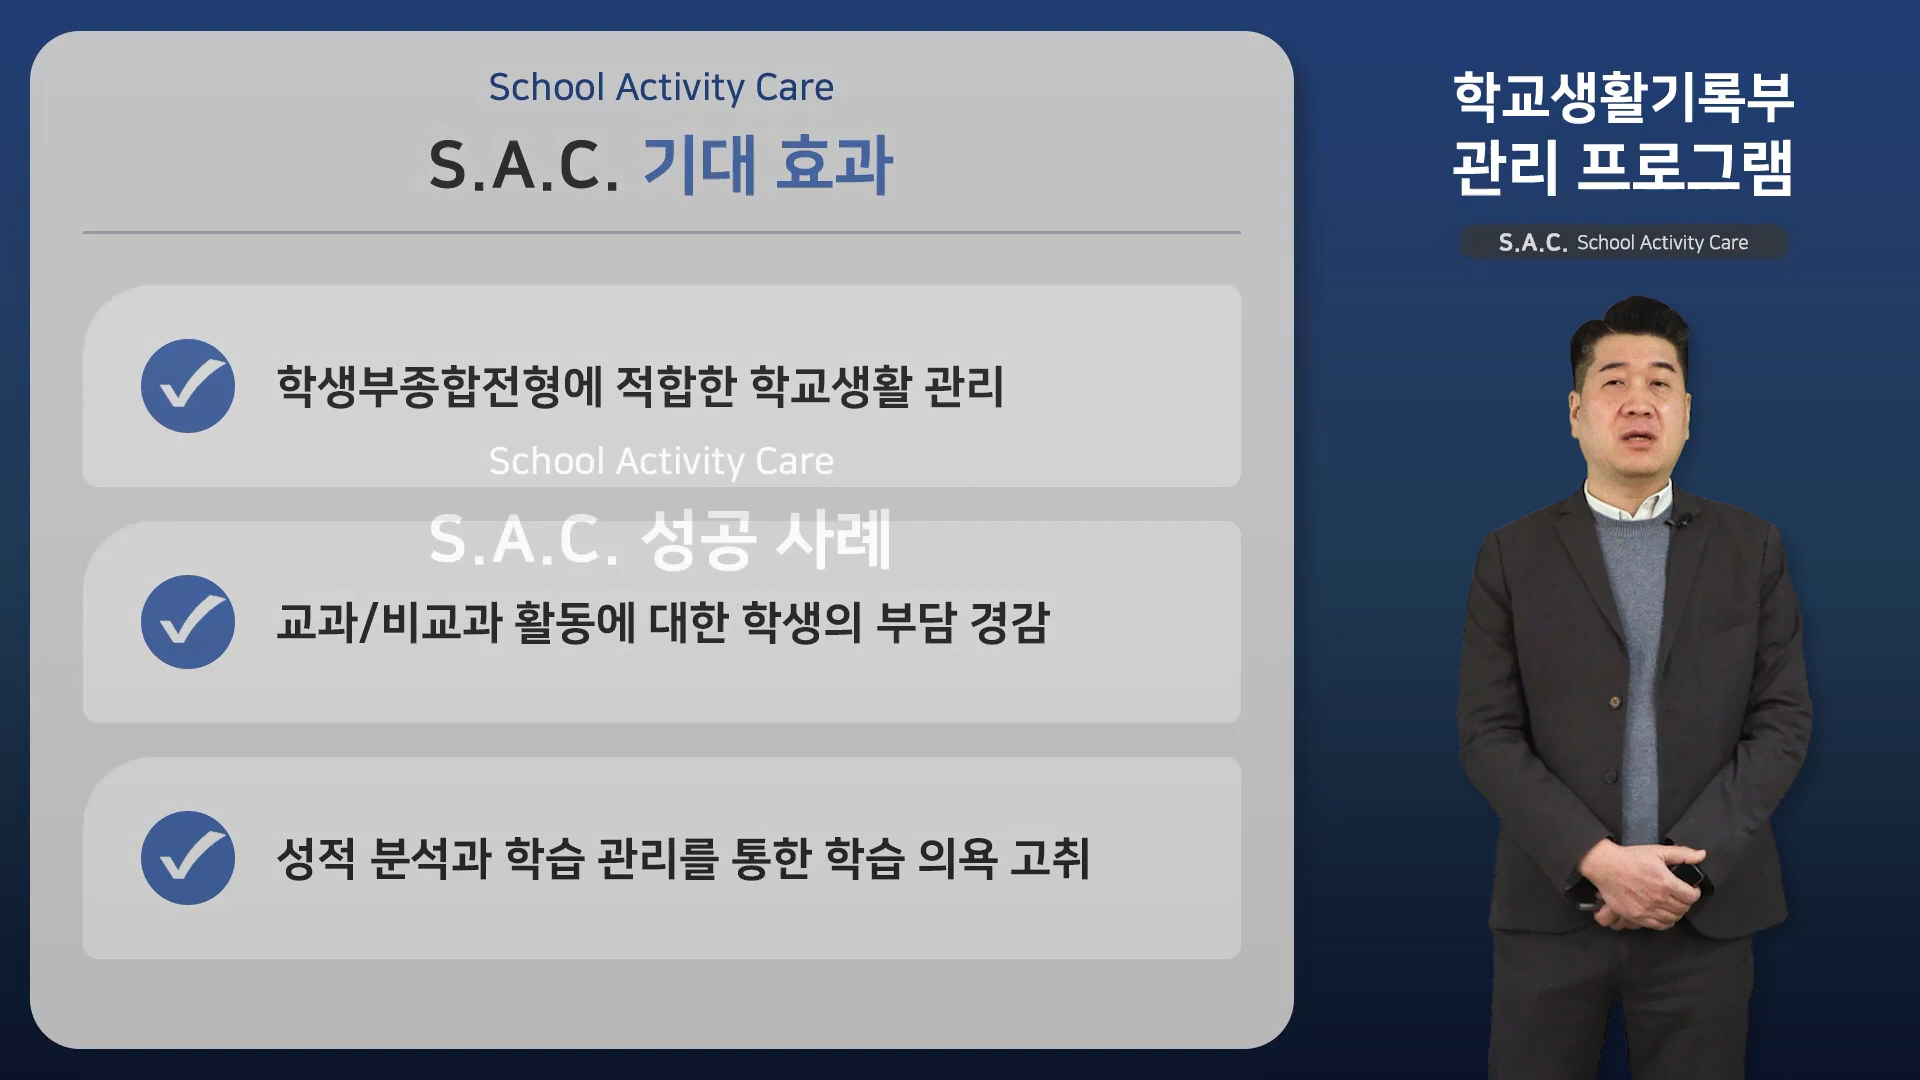 School Activity Care
S.A.C. 기대 효과
학생부종합전형에 적합한 학교생활 관리
School Activity Care
S.A.C. 성공 사례
교과/비교과 활동에 대한 학생의 부담 경감
성적 분석과 학습 관리를 통한 학습 의욕 고취
학교생활기록부
관리 프로그램
S.A.C. School Activity Care